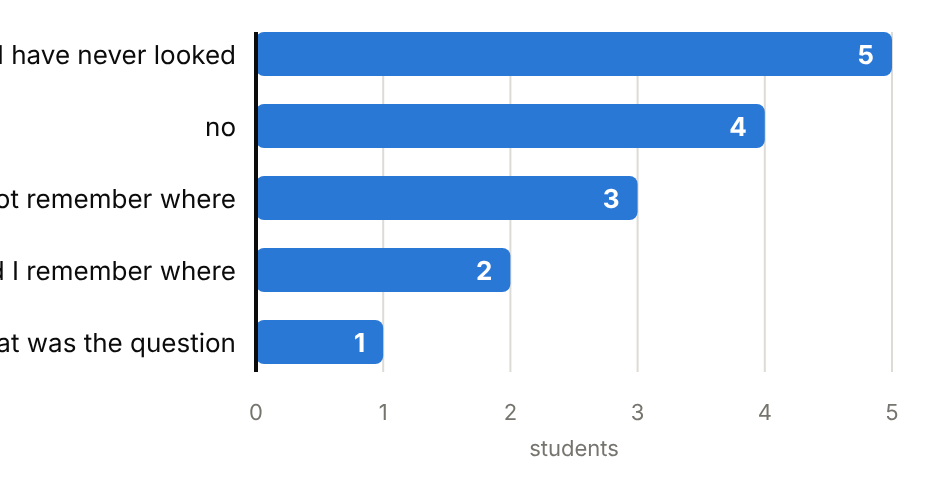 have never looked
5
no
4
remember where
3
I remember where
2
was the question
1
0 1 2 3 4 5
students